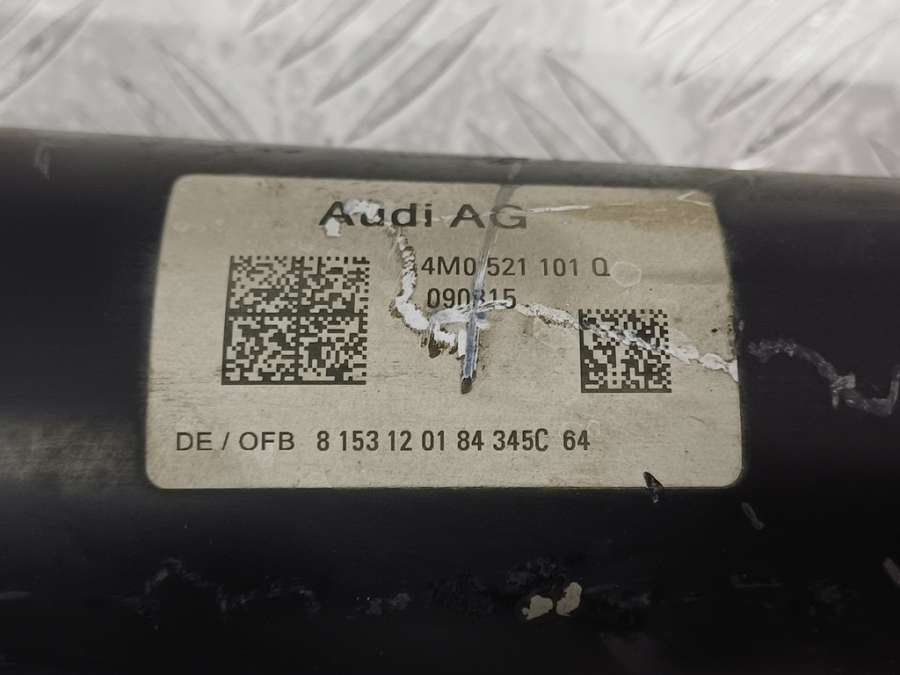 Audi AG
4M0 521 101 Q
090815
DE / OFB 8 153 12 01 84 345C 64